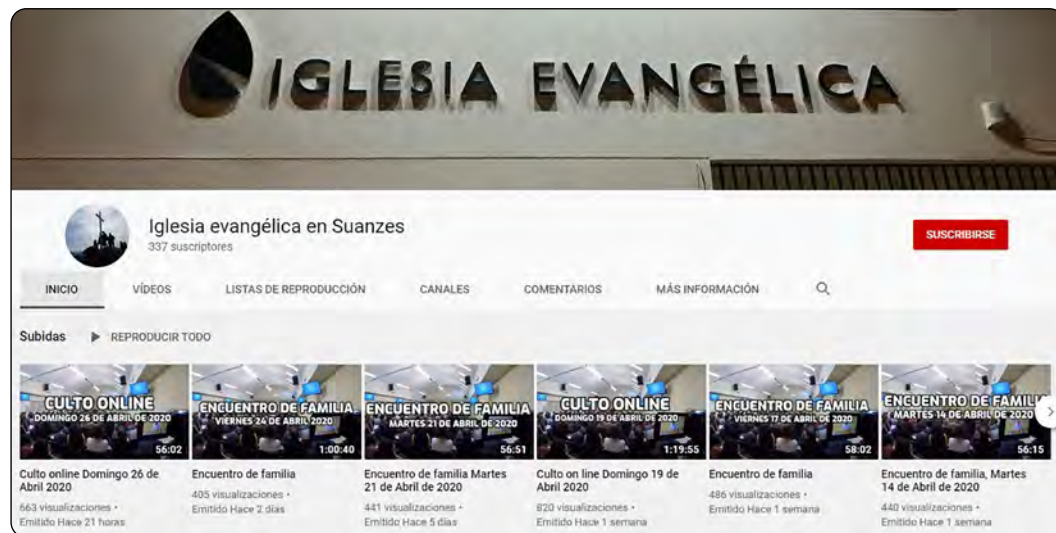 IGLESIA EVANGÉLICA
Iglesia evangélica en Suanzes
337 suscriptores
SUSCRIBIRSE
INICIO VÍDEOS LISTAS DE REPRODUCCIÓN CANALES COMENTARIOS MÁS INFORMACIÓN
Subidas REPRODUCIR TODO
CULTO ONLINE
DOMINGO 26 DE ABRIL DE 2020
56:02
Culto online Domingo 26 de
Abril 2020
663 visualizaciones •
Emitido Hace 21 horas
ENCUENTRO DE FAMILIA
VIERNES 24 DE ABRIL 2020
1:00:40
Encuentro de familia
405 visualizaciones •
Emitido Hace 2 días
ENCUENTRO DE FAMILIA
MARTES 21 DE ABRIL DE 2020
56:51
Encuentro de familia Martes
21 de Abril de 2020
441 visualizaciones •
Emitido Hace 5 días
CULTO ONLINE
DOMINGO 19 DE ABRIL DE 2020
1:19:55
Culto on line Domingo 19 de
Abril 2020
820 visualizaciones •
Emitido Hace 1 semana
ENCUENTRO DE FAMILIA
VIERNES 17 DE ABRIL DE 2020
58:02
Encuentro de familia
486 visualizaciones •
Emitido Hace 1 semana
ENCUENTRO DE FAMILIA
MARTES 14 DE ABRIL DE 2020
56:15
Encuentro de familia, Martes
14 de Abril de 2020
440 visualizaciones •
Emitido Hace 1 semana